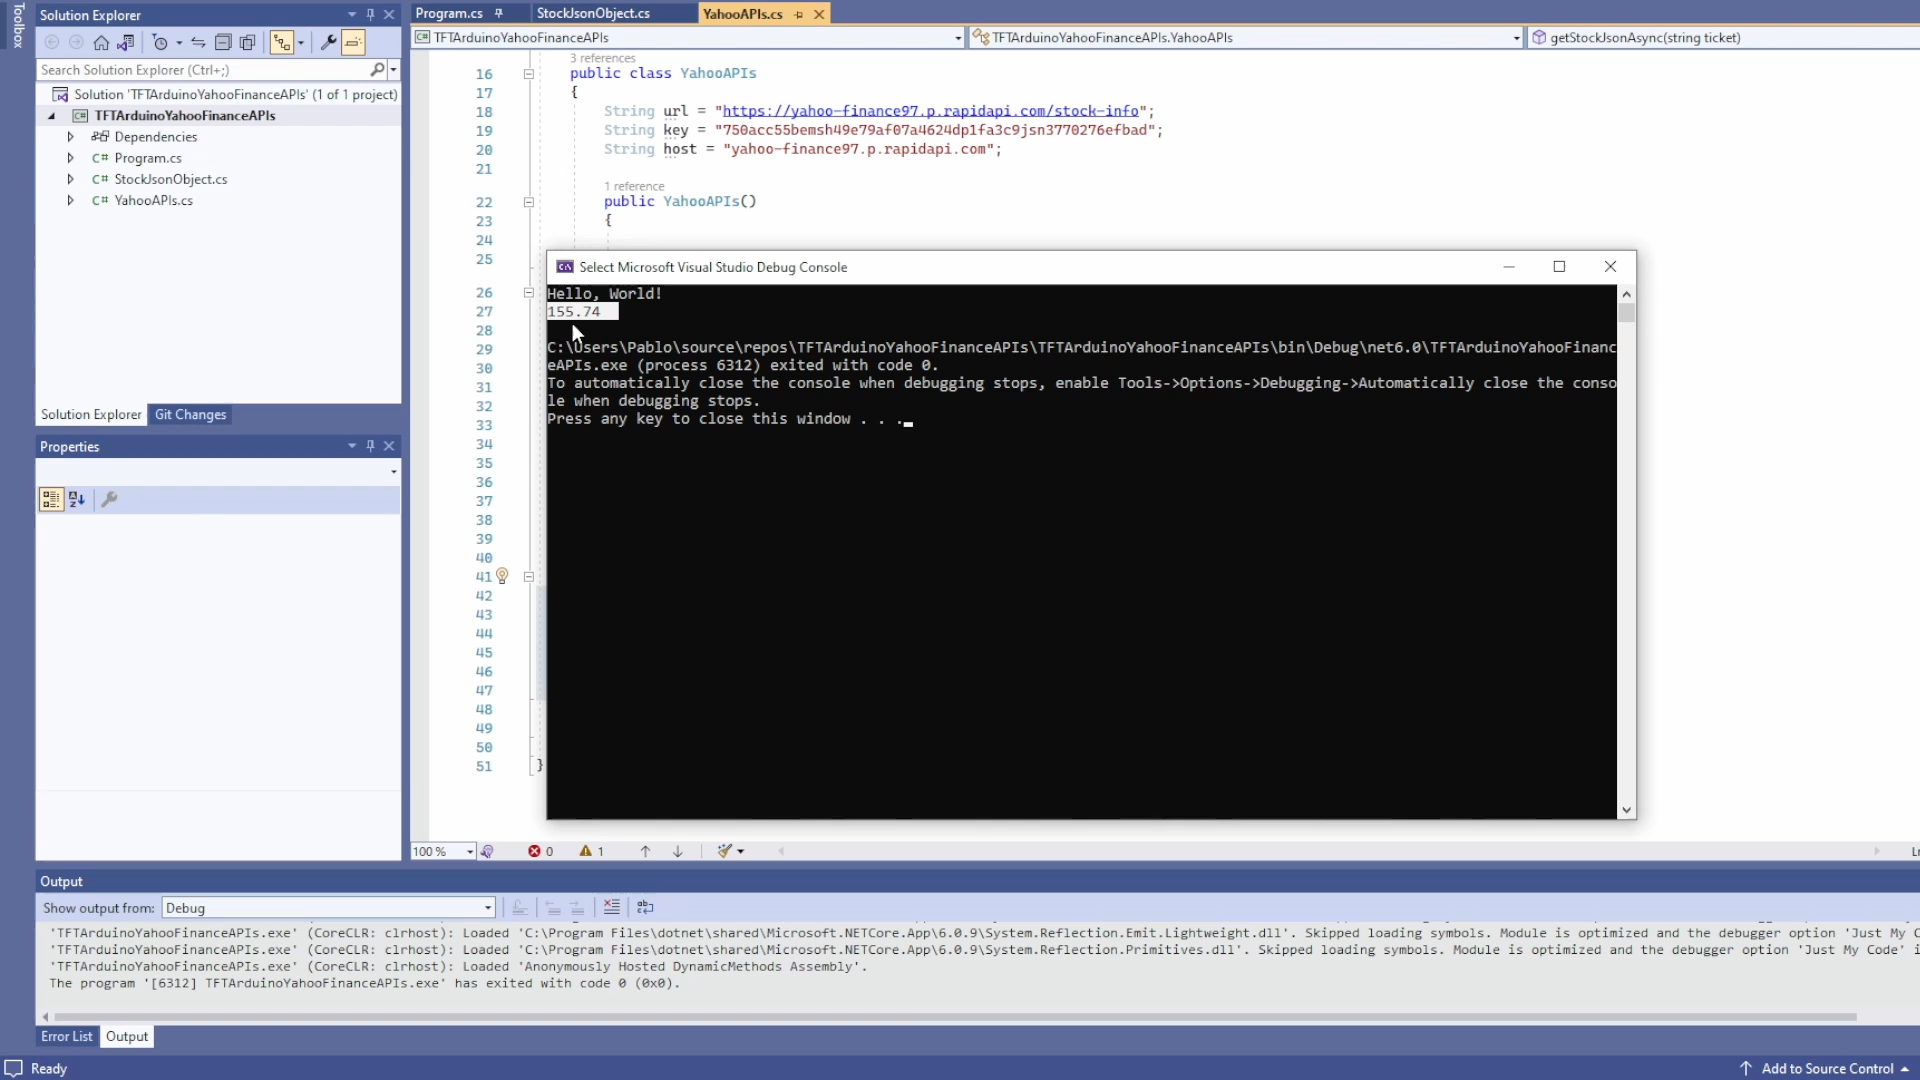 Toolbox
Solution Explorer
Search Solution Explorer (Ctrl+;)
Solution 'TFTArduinoYahooFinanceAPIs' (1 of 1 project)
TFTArduinoYahooFinanceAPIs
Dependencies
C# Program.cs
C# StockJsonObject.cs
C# YahooAPIs.cs
Solution Explorer
Git Changes
Properties
Program.cs
StockJsonObject.cs
YahooAPIs.cs
TFTArduinoYahooFinanceAPIs
TFTArduinoYahooFinanceAPIs.YahooAPIs
getStockJsonAsync(string ticket)
3 references
16 public class YahooAPIs
17 {
18 String url = "https://yahoo-finance97.p.rapidapi.com/stock-info";
19 String key = "750acc55bemsh49e79af07a4624dp1fa3c9jsn3770276efbad";
20 String host = "yahoo-finance97.p.rapidapi.com";
21
1 reference
22 public YahooAPIs()
23 {
24
25
26
27
28
29
30
31
32
33
34
35
36
37
38
39
40
41
42
43
44
45
46
47
48
49
50
51 }
Select Microsoft Visual Studio Debug Console
Hello, World!
155.74
C:\Users\Pablo\source\repos\TFTArduinoYahooFinanceAPIs\TFTArduinoYahooFinanceAPIs\bin\Debug\net6.0\TFTArduinoYahooFinanc
eAPIs.exe (process 6312) exited with code 0.
To automatically close the console when debugging stops, enable Tools->Options->Debugging->Automatically close the conso
le when debugging stops.
Press any key to close this window . . .
100 %
0
1
Output
Show output from: Debug
'TFTArduinoYahooFinanceAPIs.exe' (CoreCLR: clrhost): Loaded 'C:\Program Files\dotnet\shared\Microsoft.NETCore.App\6.0.9\System.Reflection.Emit.Lightweight.dll'. Skipped loading symbols. Module is optimized and the debugger option 'Just My C
'TFTArduinoYahooFinanceAPIs.exe' (CoreCLR: clrhost): Loaded 'C:\Program Files\dotnet\shared\Microsoft.NETCore.App\6.0.9\System.Reflection.Primitives.dll'. Skipped loading symbols. Module is optimized and the debugger option 'Just My Code' i
'TFTArduinoYahooFinanceAPIs.exe' (CoreCLR: clrhost): Loaded 'Anonymously Hosted DynamicMethods Assembly'.
The program '[6312] TFTArduinoYahooFinanceAPIs.exe' has exited with code 0 (0x0).
Error List
Output
Ready
Add to Source Control